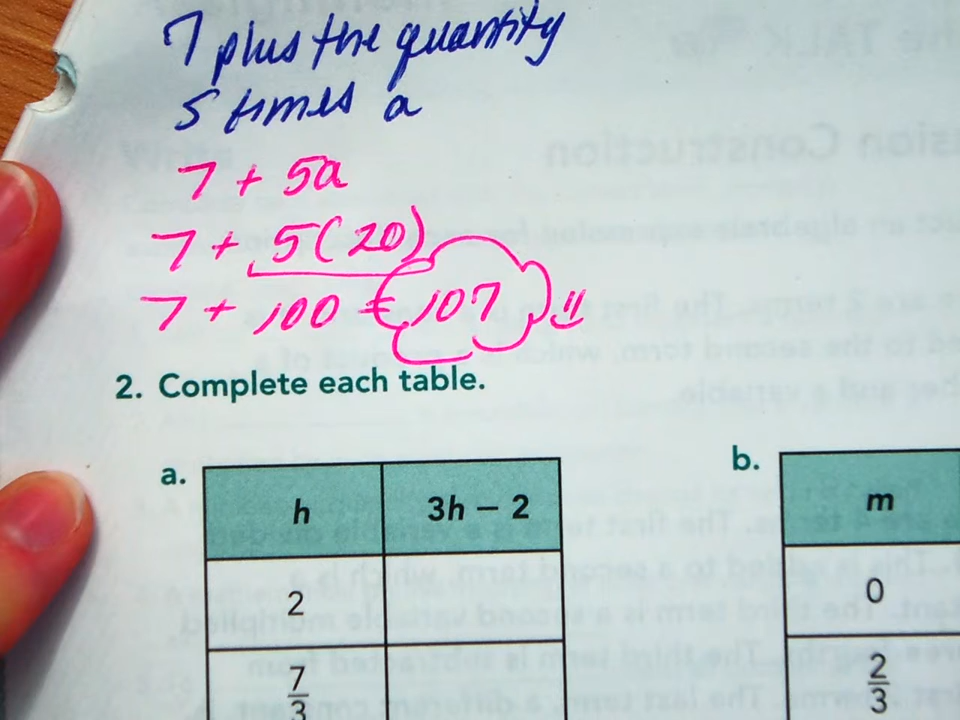 7 plus the quantity
5 times a
7 + 5a
7 + 5(20)
7 + 100 = 107
2. Complete each table.
a.
h 3h − 2
2
7/3
b.
m
0
2/3